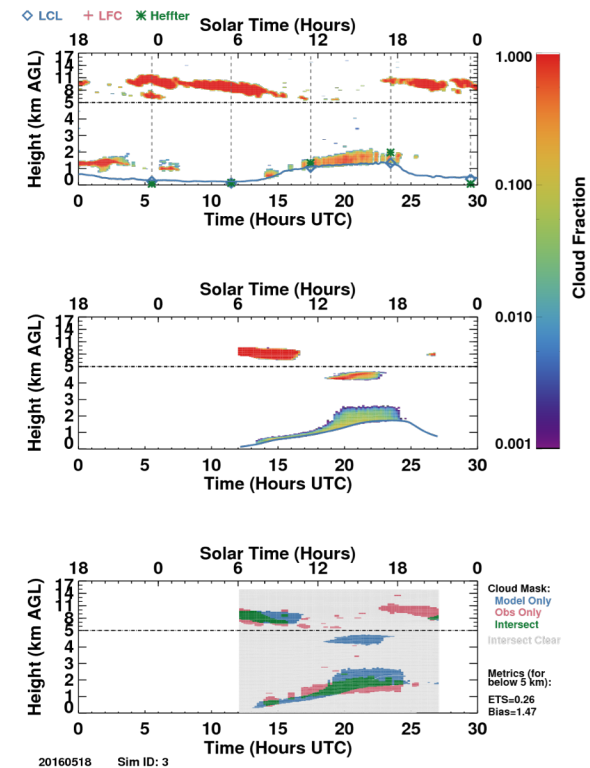 LCL LFC Heffter
Solar Time (Hours)
18 0 6 12 18 0
Height (km AGL)
17
14
11
8
5
4
3
2
1
0
0 5 10 15 20 25 30
Time (Hours UTC)
1.000
0.100
0.010
0.001
Cloud Fraction
Solar Time (Hours)
18 0 6 12 18 0
Height (km AGL)
17
14
11
8
5
4
3
2
1
0
0 5 10 15 20 25 30
Time (Hours UTC)
Solar Time (Hours)
18 0 6 12 18 0
Height (km AGL)
17
14
11
8
5
4
3
2
1
0
0 5 10 15 20 25 30
Time (Hours UTC)
Cloud Mask:
Model Only
Obs Only
Intersect
Intersect Clear
Metrics (for
below 5 km):
ETS=0.26
Bias=1.47
20160518 Sim ID: 3